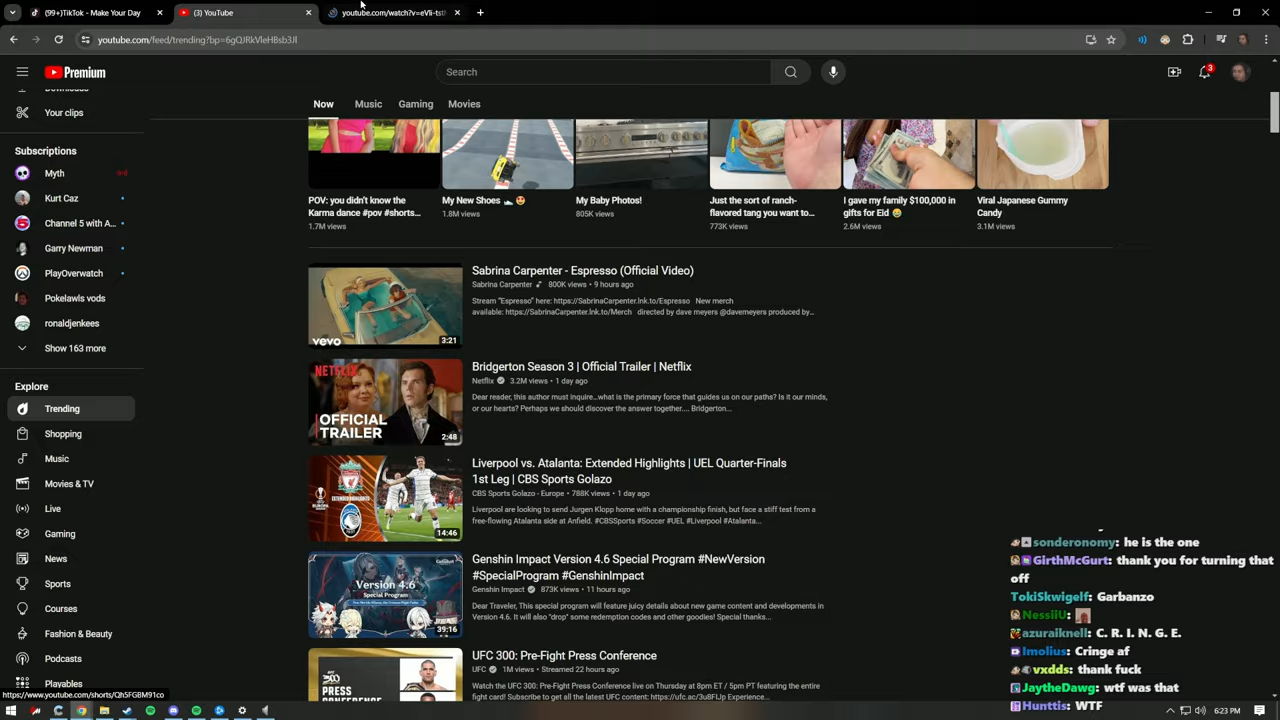 (99+) TikTok - Make Your Day
(3) YouTube
youtube.com/watch?v=eVli-tstM
youtube.com/feed/trending?bp=6gQJRkVleHBsb3Jl
Premium
Search
3
Now
Music
Gaming
Movies
Downloads
Your clips
Subscriptions
Myth
Kurt Caz
Channel 5 with A...
Garry Newman
PlayOverwatch
Pokelawls vods
ronaldjenkees
Show 163 more
Explore
Trending
Shopping
Music
Movies & TV
Live
Gaming
News
Sports
Courses
Fashion & Beauty
Podcasts
Playables
https://www.youtube.com/shorts/Qh5FGBM91co
POV: you didn't know the
Karma dance #pov #shorts...
1.7M views
My New Shoes
1.8M views
My Baby Photos!
805K views
Just the sort of ranch-
flavored tang you want to...
773K views
I gave my family $100,000 in
gifts for Eid
2.6M views
Viral Japanese Gummy
Candy
3.1M views
vevo
3:21
Sabrina Carpenter - Espresso (Official Video)
Sabrina Carpenter 800K views • 9 hours ago
Stream "Espresso" here: https://SabrinaCarpenter.lnk.to/Espresso New merch
available: https://SabrinaCarpenter.lnk.to/Merch directed by dave meyers @davemeyers produced by...
NETFLIX
OFFICIAL
TRAILER
2:48
Bridgerton Season 3 | Official Trailer | Netflix
Netflix 3.2M views • 1 day ago
Dear reader, this author must inquire...what is the primary force that guides us on our paths? Is it our minds,
or our hearts? Perhaps we should discover the answer together.... Bridgerton...
14:46
Liverpool vs. Atalanta: Extended Highlights | UEL Quarter-Finals
1st Leg | CBS Sports Golazo
CBS Sports Golazo - Europe • 788K views • 1 day ago
Liverpool are looking to send Jurgen Klopp home with a championship finish, but face a stiff test from a
free-flowing Atalanta side at Anfield. #CBSSports #Soccer #UEL #Liverpool #Atalanta...
Version 4.6
Special Program
39:16
Genshin Impact Version 4.6 Special Program #NewVersion
#SpecialProgram #GenshinImpact
Genshin Impact 873K views • 11 hours ago
Dear Traveler, This special program will feature juicy details about new game content and developments in
Version 4.6. It will also "drop" some redemption codes and other goodies! Special thanks...
300
PRESS
CONFERENCE
UFC 300: Pre-Fight Press Conference
UFC 1M views • Streamed 22 hours ago
Watch the UFC 300: Pre-Fight Press Conference live on Thursday at 8pm ET / 5pm PT featuring the entire
fight card! Subscribe to get all the latest UFC content: https://ufc.ac/3u8FlJp Experience...
sonderonomy: he is the one
GirthMcGurt: thank you for turning tha
off
TokiSkwigelf: Garbanzo
NessiiU:
azuraiknell: C. R. I. N. G. E.
Imolius: Cringe af
vxdds: thank fuck
JaytheDawg: wtf was that
Hunttis: WTF
6:23 PM